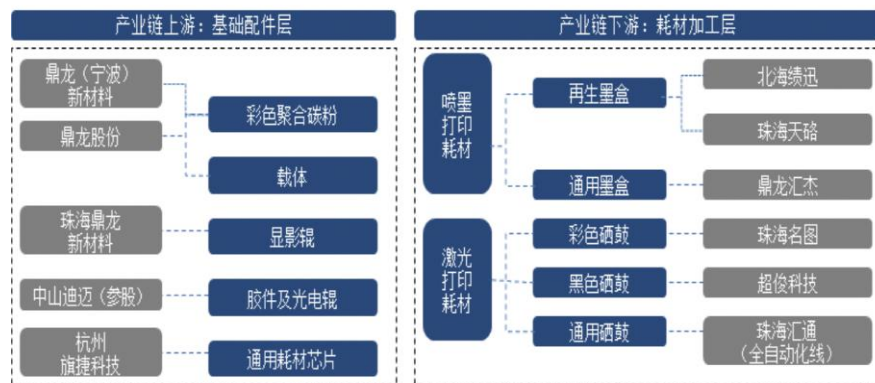 产业链上游：基础配件层
鼎龙（宁波）
新材料
鼎龙股份
彩色聚合碳粉
载体
珠海鼎龙
新材料
显影辊
中山迪迈（参股）
胶件及光电辊
杭州
旗捷科技
通用耗材芯片
产业链下游：耗材加工层
喷墨
打印
耗材
再生墨盒
北海绩迅
珠海天硌
通用墨盒
鼎龙汇杰
激光
打印
耗材
彩色硒鼓
珠海名图
黑色硒鼓
超俊科技
通用硒鼓
珠海汇通
（全自动化线）